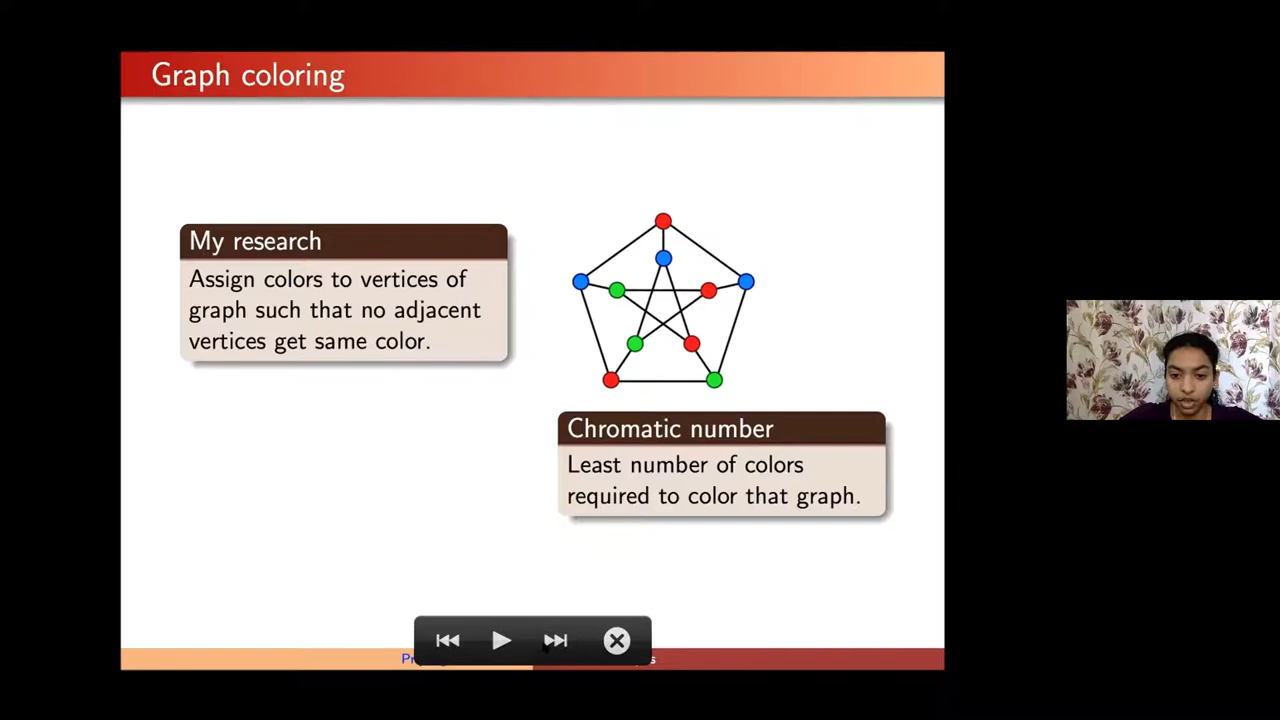 Graph coloring
My research
Assign colors to vertices of
graph such that no adjacent
vertices get same color.
Chromatic number
Least number of colors
required to color that graph.